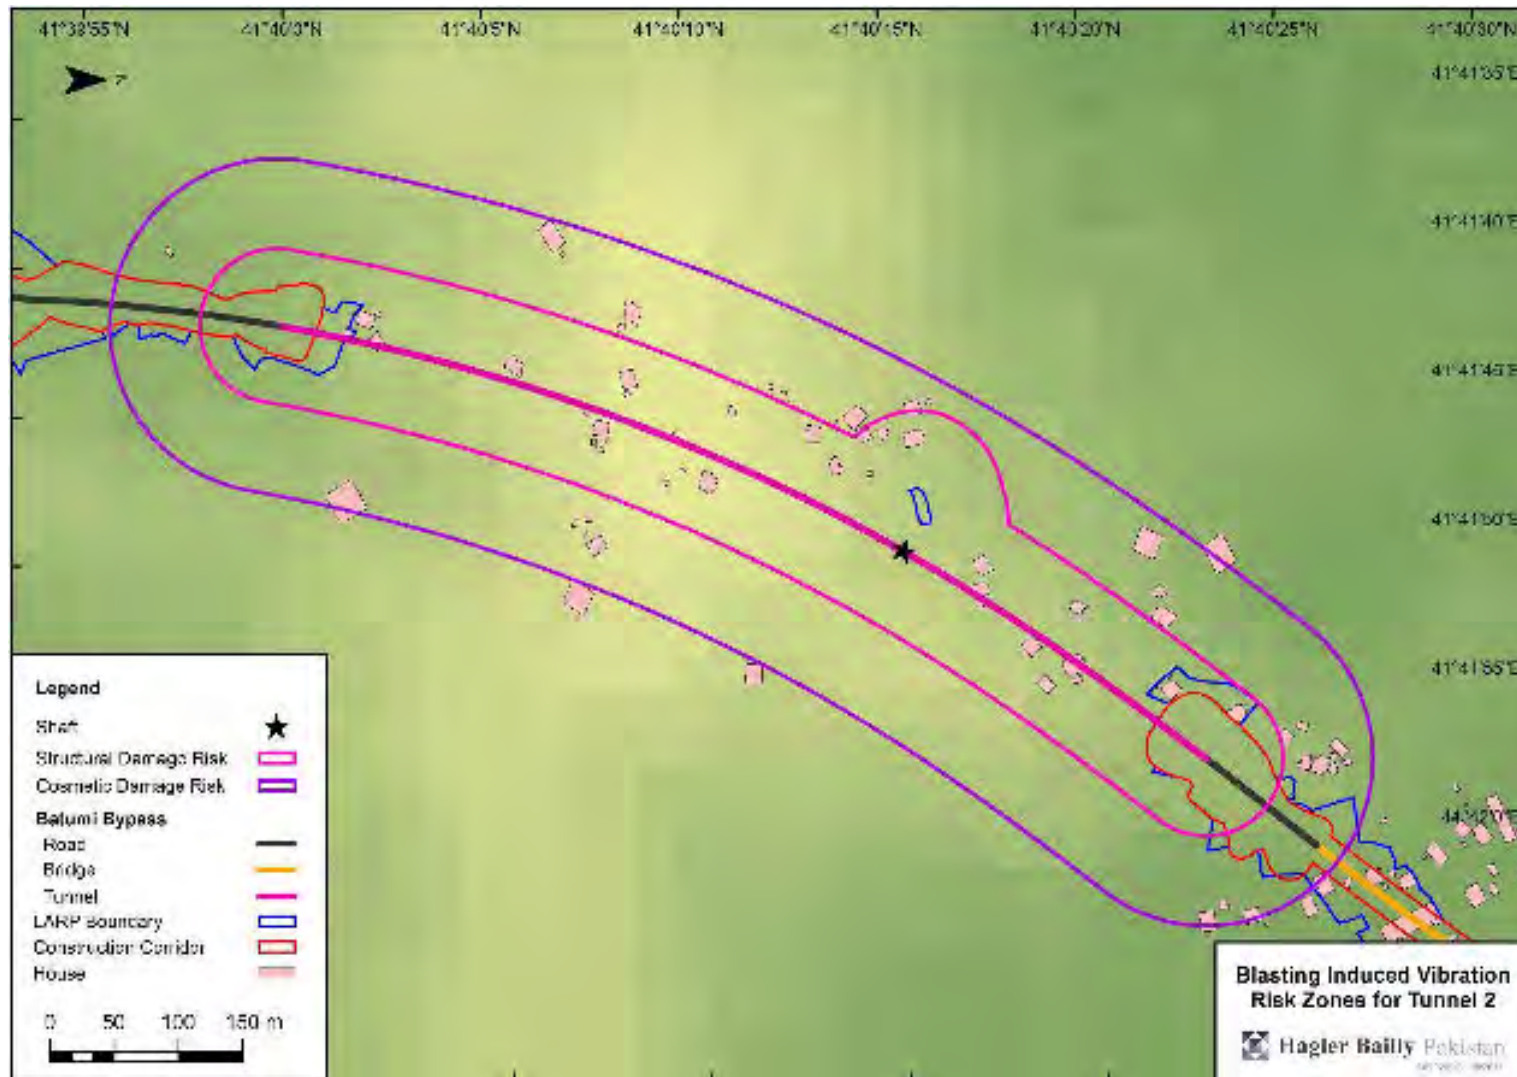 41°39'55"N 41°40'0"N 41°40'5"N 41°40'10"N 41°40'15"N 41°40'20"N 41°40'25"N 41°40'30"N
41°41'35"E
41°41'40"E
41°41'45"E
41°41'50"E
41°41'55"E
41°42'0"E
Legend
Shaft
Structural Damage Risk
Cosmetic Damage Risk
Batumi Bypass
Road
Bridge
Tunnel
LARP Boundary
Construction Corridor
House
0 50 100 150 m
Blasting Induced Vibration
Risk Zones for Tunnel 2
Hagler Bailly Pakistan